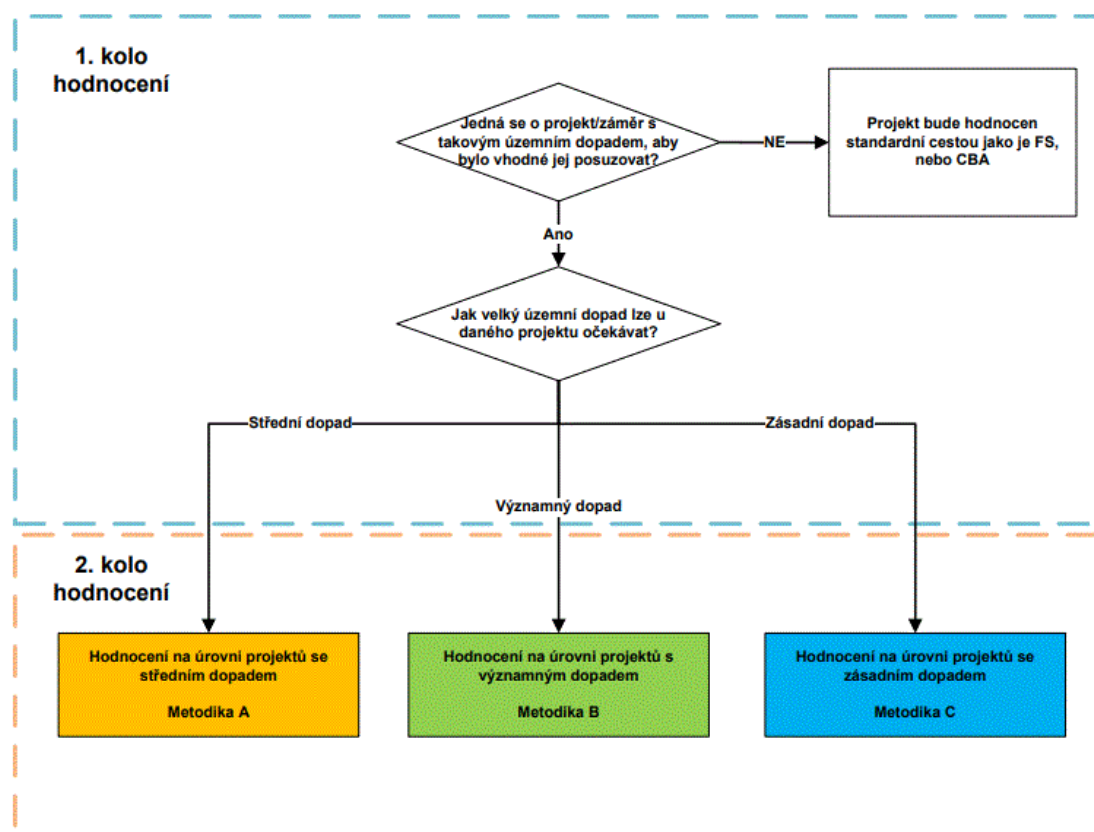 1. kolo
hodnocení
Jedná se o projekt/záměr s
takovým územním dopadem, aby
bylo vhodné jej posuzovat?
NE
Projekt bude hodnocen
standardní cestou jako je FS,
nebo CBA
Ano
Jak velký územní dopad lze u
daného projektu očekávat?
Střední dopad
Zásadní dopad
Významný dopad
2. kolo
hodnocení
Hodnocení na úrovni projektů se
středním dopadem
Metodika A
Hodnocení na úrovni projektů s
významným dopadem
Metodika B
Hodnocení na úrovni projektů se
zásadním dopadem
Metodika C